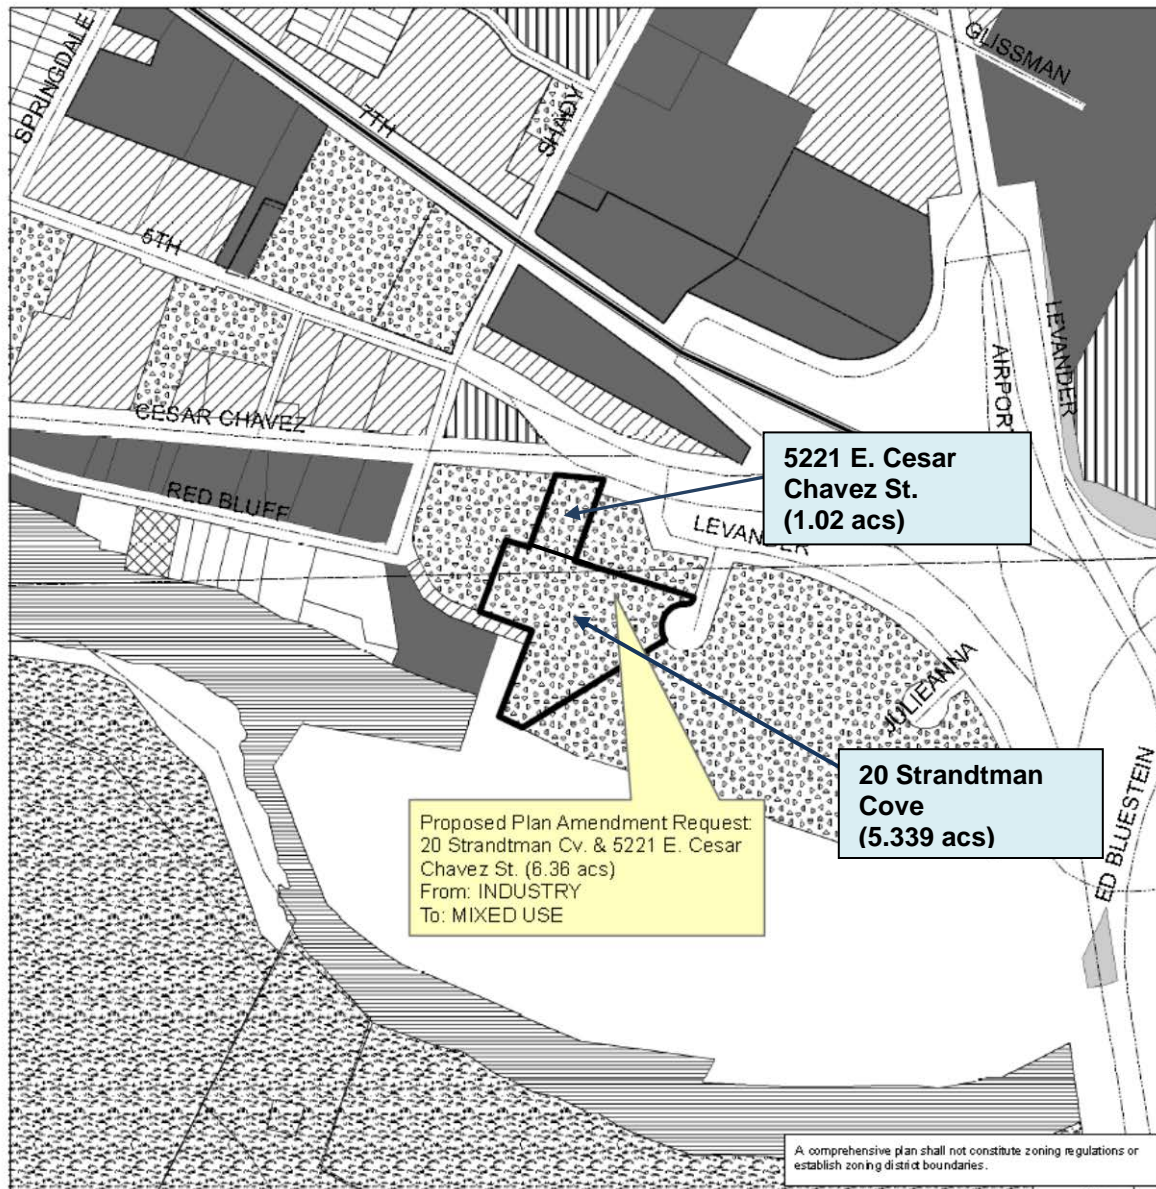 SPRINGDALE
GLISSMAN
7TH
SHADY
5TH
LEVANDER
AIRPOR
CESAR CHAVEZ
RED BLUFF
5221 E. Cesar
Chavez St.
(1.02 acs)
LEVANDER
JULIEANNA
20 Strandtman
Cove
(5.339 acs)
ED BLUESTEIN
Proposed Plan Amendment Request:
20 Strandtman Cv. & 5221 E. Cesar
Chavez St. (6.36 acs)
From: INDUSTRY
To: MIXED USE
A comprehensive plan shall not constitute zoning regulations or
establish zoning district boundaries.